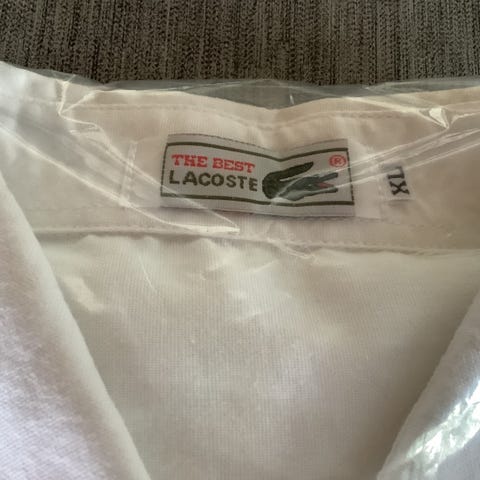 THE BEST
LACOSTE
®
XL